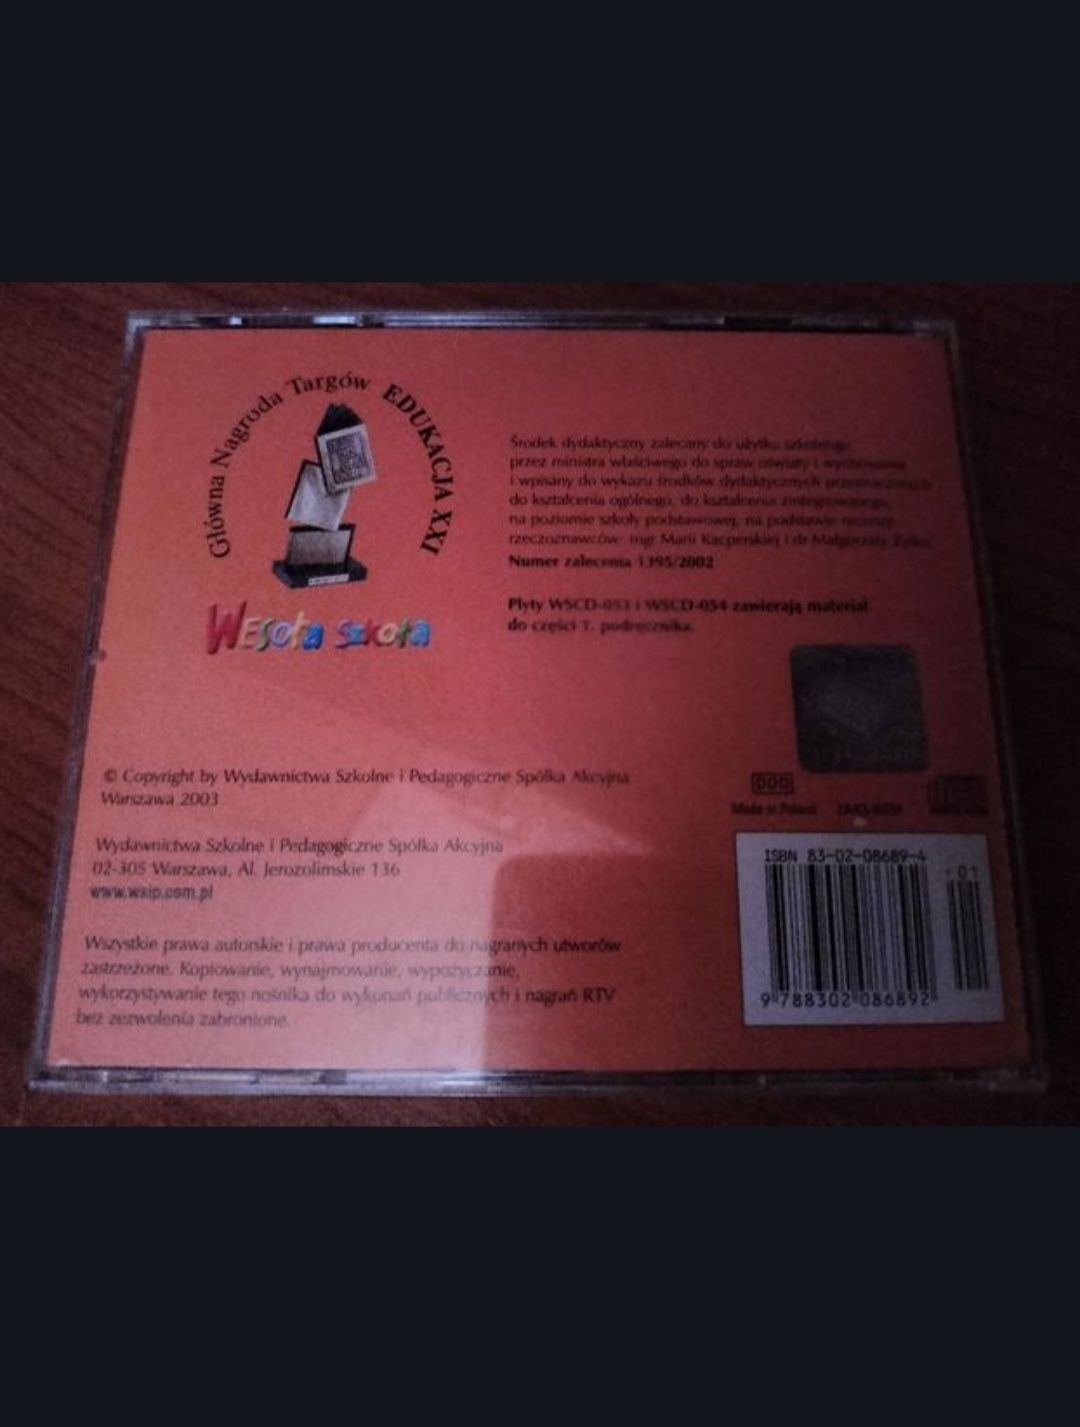 Główna Nagroda Targów EDUKACJA XXI
WESOŁA SZKOŁA
Środek dydaktyczny zalecany do użytku szkolnego
przez ministra właściwego do spraw oświaty i wychowania
i wpisany do wykazu środków dydaktycznych przeznaczonych
do kształcenia ogólnego, do kształcenia zintegrowanego,
na poziomie szkoły podstawowej, na podstawie recenzji
rzeczoznawców: mgr Marii Kacperskiej i dr Małgorzaty
Numer zalecenia 1395/2002
Płyty WSCD-053 i WSCD-054 zawierają materiał
do części 1. podręcznika.
© Copyright by Wydawnictwa Szkolne i Pedagogiczne Spółka Akcyjna
Warszawa 2003
Wydawnictwa Szkolne i Pedagogiczne Spółka Akcyjna
02-305 Warszawa, Al. Jerozolimskie 136
www.wsip.com.pl
Wszystkie prawa autorskie i prawa producenta do nagranych utworów
zastrzeżone. Kopiowanie, wynajmowanie, wypożyczanie,
wykorzystywanie tego nośnika do wykonań publicznych i nagrań RTV
bez zezwolenia zabronione.
DDD
Made in Poland
ISBN 83-02-08689-4
01
9 788302 086892